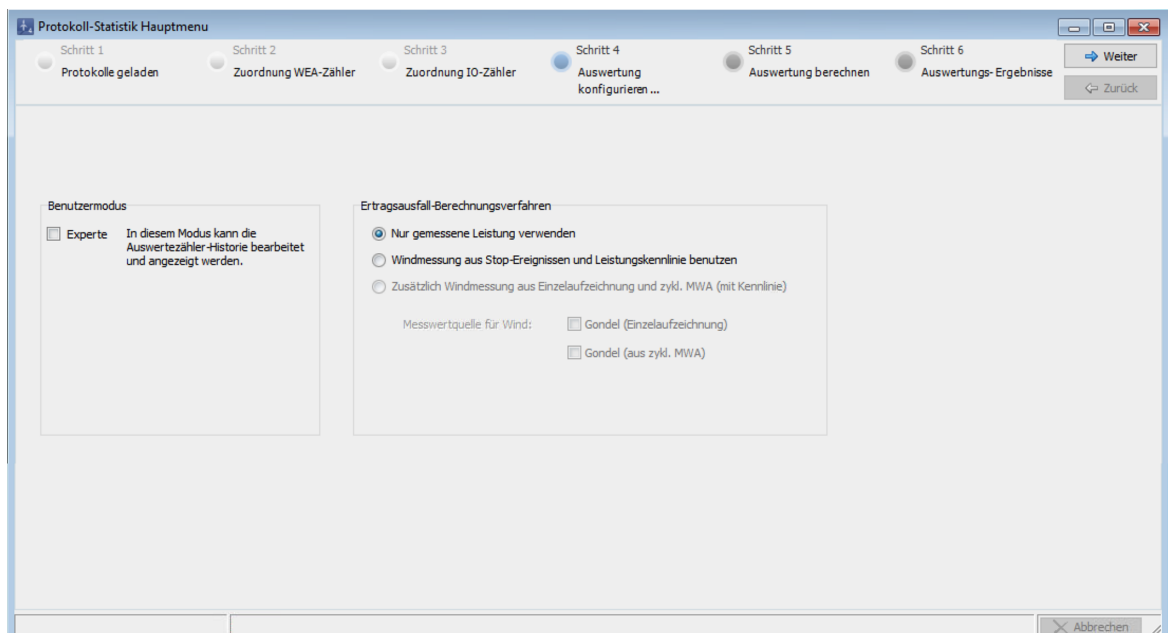 Protokoll-Statistik Hauptmenu
Schritt 1
Protokolle geladen
Schritt 2
Zuordnung WEA-Zähler
Schritt 3
Zuordnung IO-Zähler
Schritt 4
Auswertung
konfigurieren ...
Schritt 5
Auswertung berechnen
Schritt 6
Auswertungs- Ergebnisse
Weiter
Zurück
Benutzermodus
Experte
In diesem Modus kann die
Auswertezähler-Historie bearbeitet
und angezeigt werden.
Ertragsausfall-Berechnungsverfahren
Nur gemessene Leistung verwenden
Windmessung aus Stop-Ereignissen und Leistungskennlinie benutzen
Zusätzlich Windmessung aus Einzelaufzeichnung und zykl. MWA (mit Kennlinie)
Messwertquelle für Wind:
Gondel (Einzelaufzeichnung)
Gondel (aus zykl. MWA)
Abbrechen